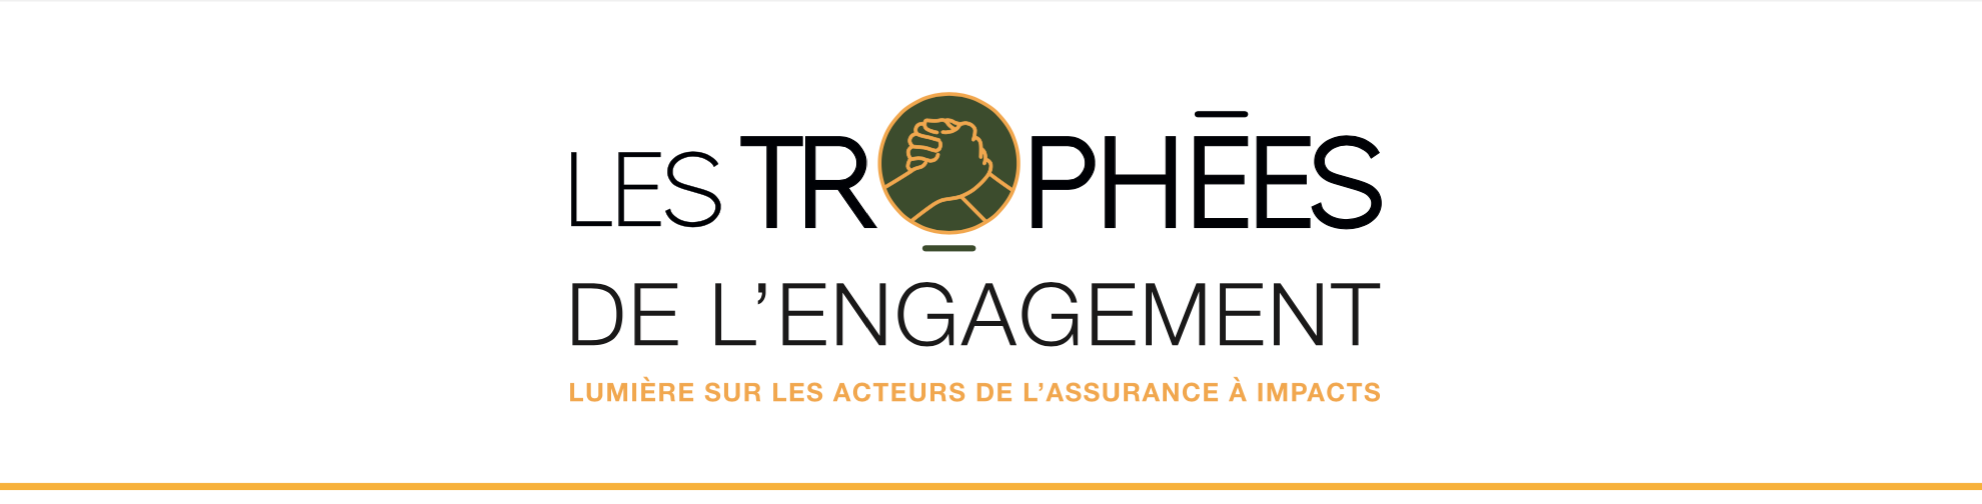 LES TROPHÉES
DE L’ENGAGEMENT
LUMIÈRE SUR LES ACTEURS DE L’ASSURANCE À IMPACTS